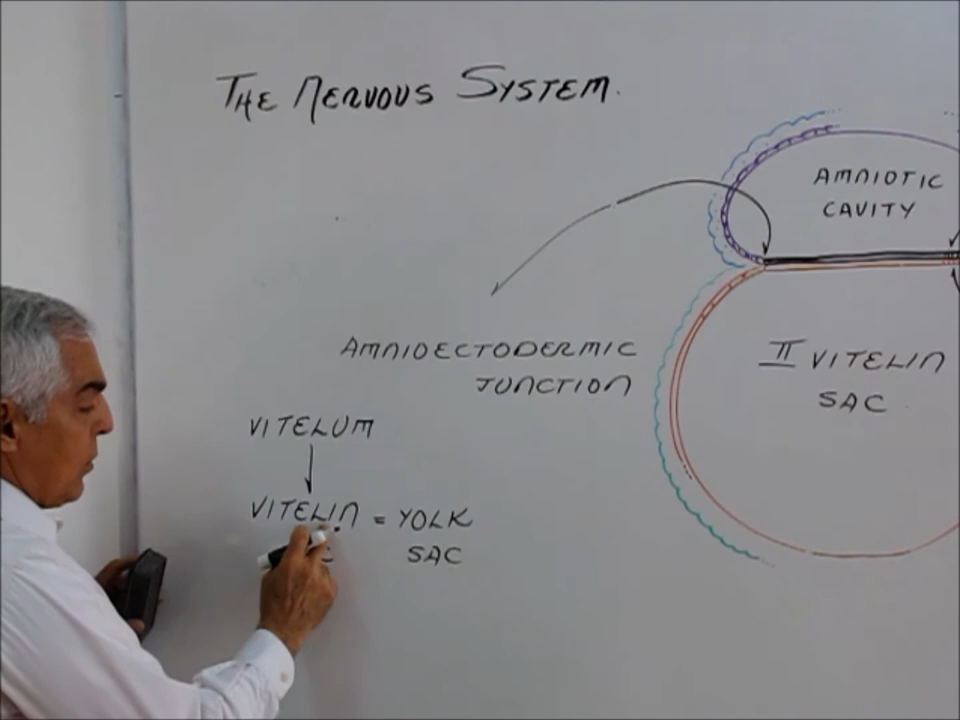 THE NERVOUS SYSTEM.
AMNIOTIC
CAVITY
AMNIOECTODERMIC
JUNCTION
II VITELIN
SAC
VITELUM
VITELIN = YOLK
SAC